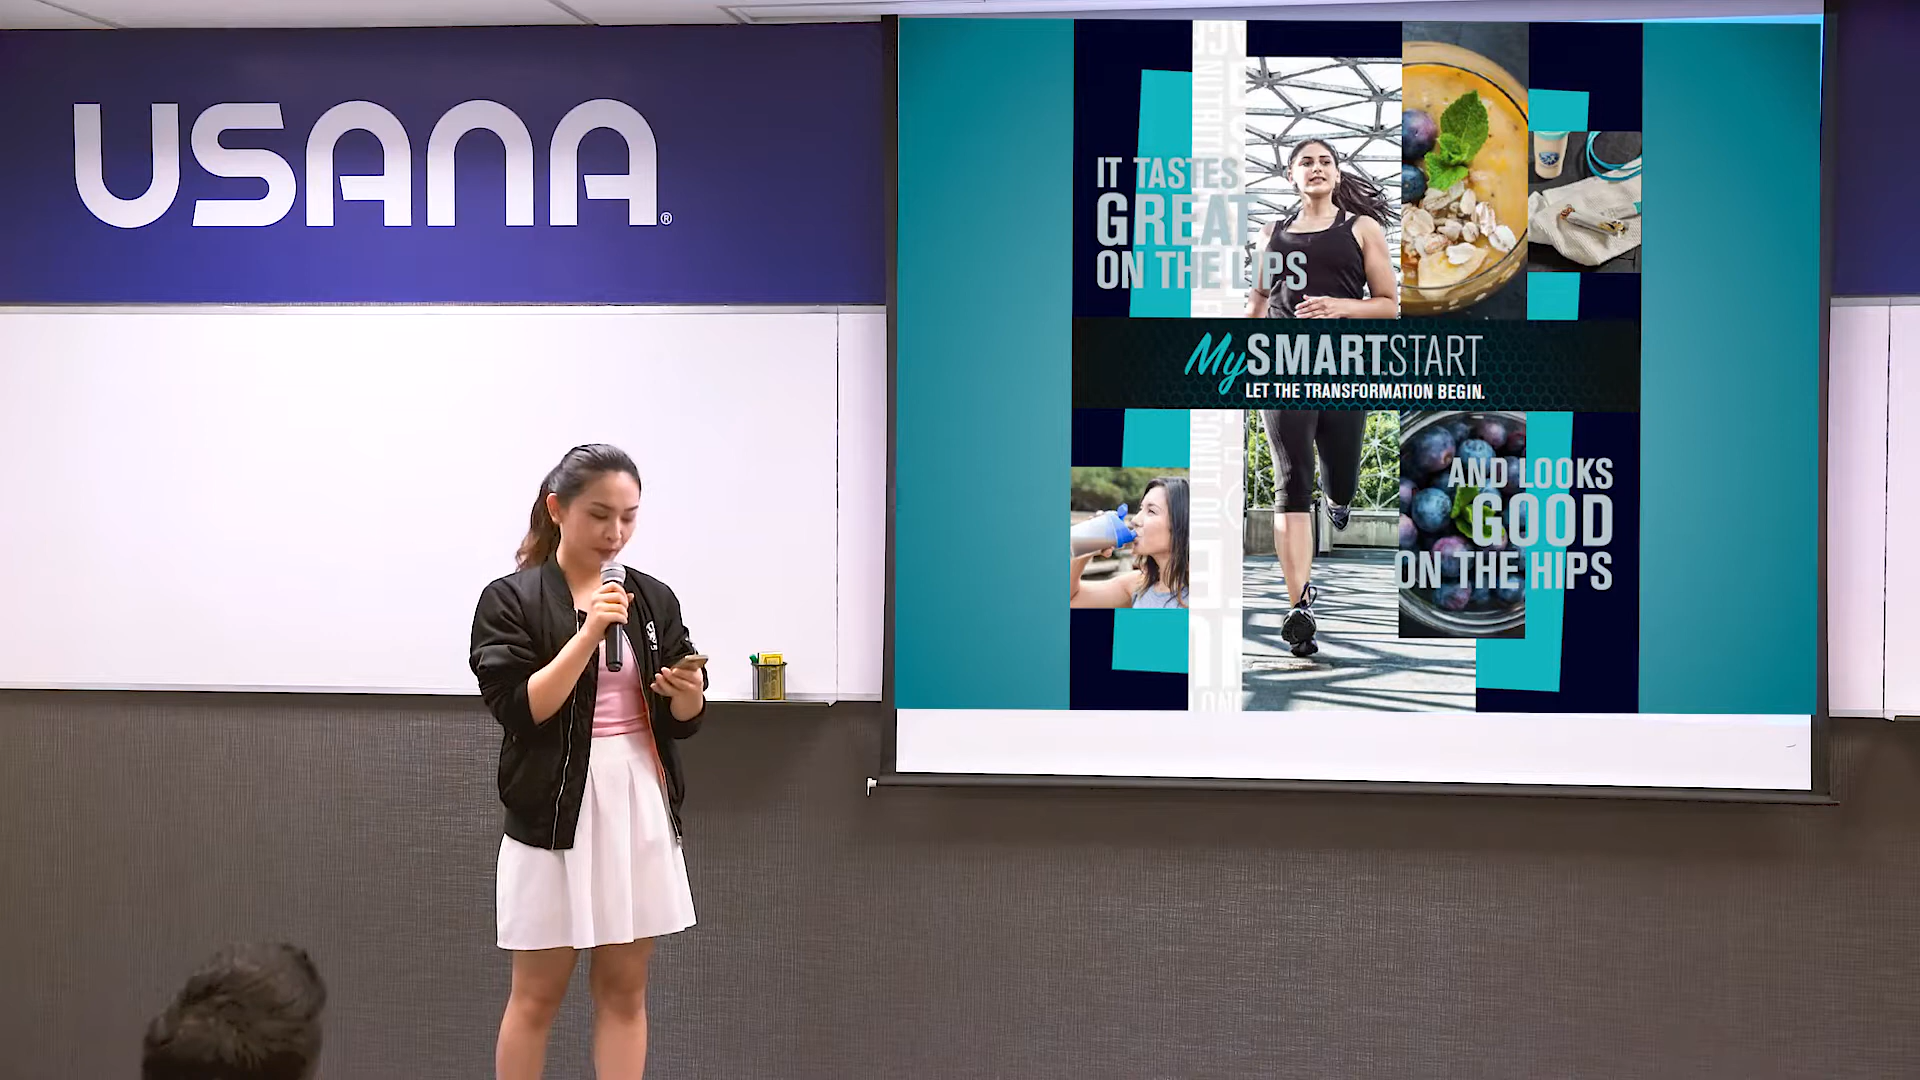 USANA®
IT TASTES
GREAT
ON THE LIPS
MySMARTSTART
LET THE TRANSFORMATION BEGIN.
AND LOOKS
GOOD
ON THE HIPS